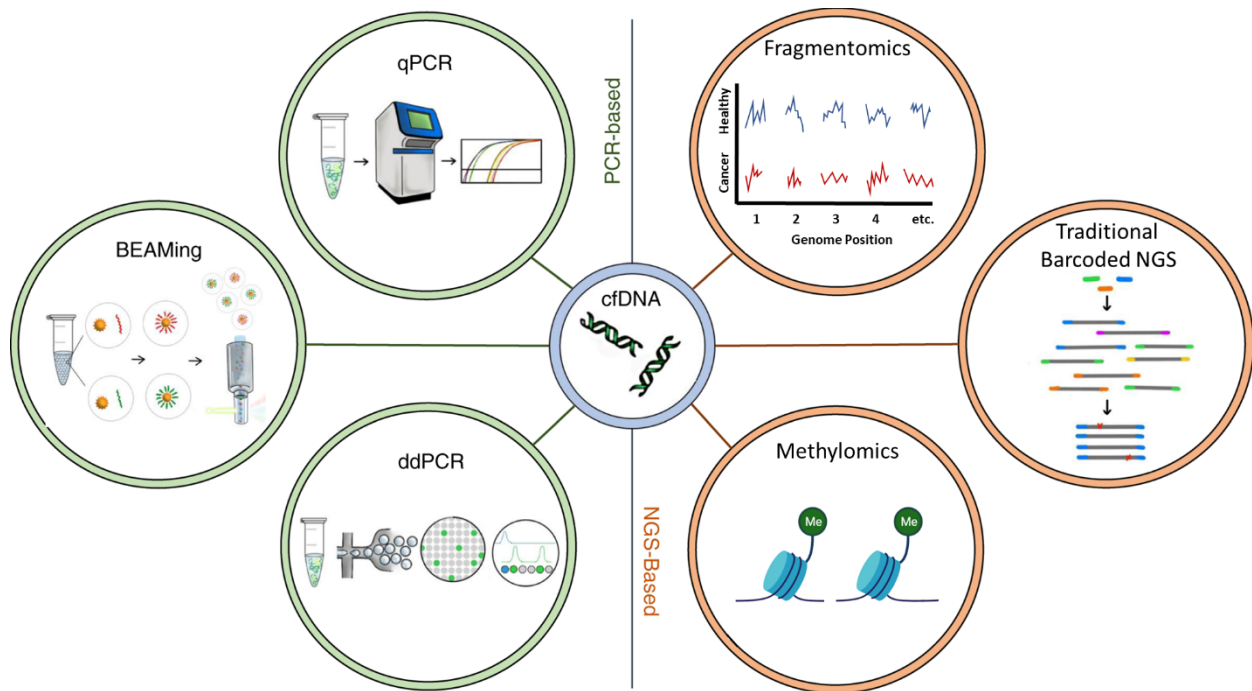 qPCR
PCR-based
Fragmentomics
Healthy
Cancer
1 2 3 4 etc.
Genome Position
BEAMing
cfDNA
Traditional
Barcoded NGS
ddPCR
NGS-Based
Methylomics
Me Me